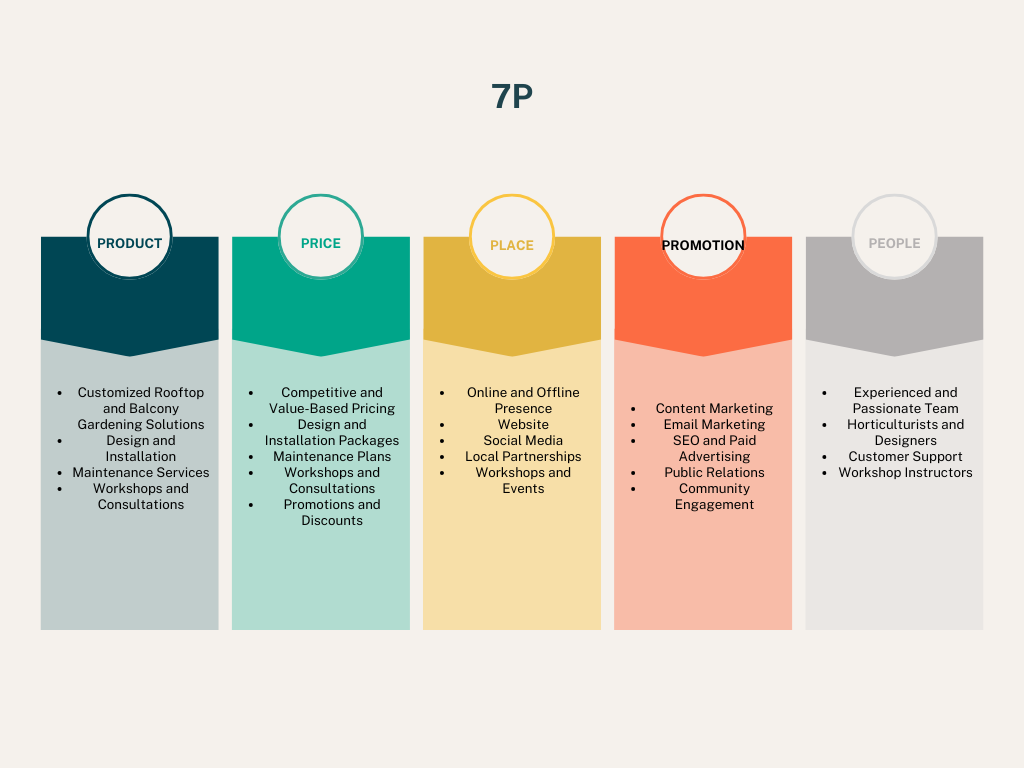 7P
PRODUCT
• Customized Rooftop
and Balcony
Gardening Solutions
• Design and
Installation
• Maintenance Services
• Workshops and
Consultations
PRICE
• Competitive and
Value-Based Pricing
• Design and
Installation Packages
• Maintenance Plans
• Workshops and
Consultations
• Promotions and
Discounts
PLACE
• Online and Offline
Presence
• Website
• Social Media
• Local Partnerships
• Workshops and
Events
PROMOTION
• Content Marketing
• Email Marketing
• SEO and Paid
Advertising
• Public Relations
• Community
Engagement
PEOPLE
• Experienced and
Passionate Team
• Horticulturists and
Designers
• Customer Support
• Workshop Instructors